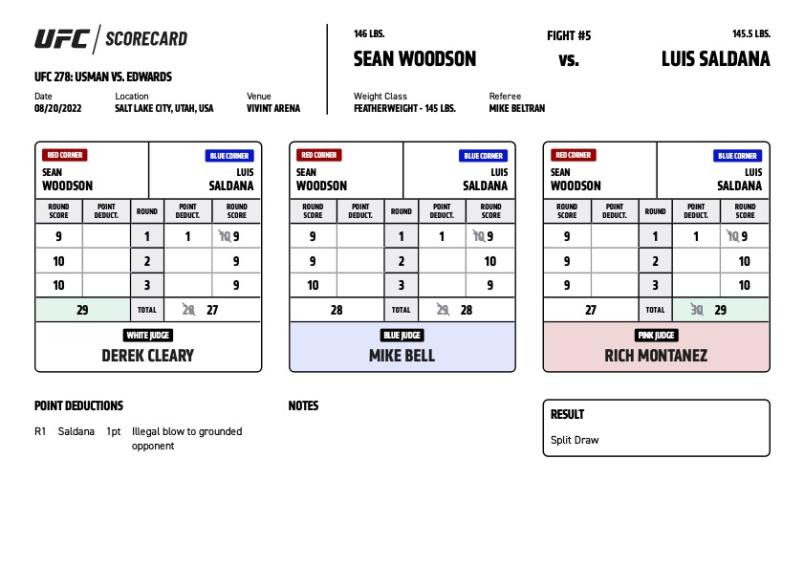 UFC / SCORECARD
UFC 278: USMAN VS. EDWARDS
Date Location Venue
08/20/2022 SALT LAKE CITY, UTAH, USA VIVINT ARENA
146 LBS. FIGHT #5 145.5 LBS.
SEAN WOODSON VS. LUIS SALDANA
Weight Class Referee
FEATHERWEIGHT - 145 LBS. MIKE BELTRAN
RED CORNER BLUE CORNER
SEAN LUIS
WOODSON SALDANA
ROUND SCORE POINT DEDUCT. ROUND POINT DEDUCT. ROUND SCORE
9 1 1 10 9
10 2 9
10 3 9
29 TOTAL 28 27
WHITE JUDGE
DEREK CLEARY
RED CORNER BLUE CORNER
SEAN LUIS
WOODSON SALDANA
ROUND SCORE POINT DEDUCT. ROUND POINT DEDUCT. ROUND SCORE
9 1 1 10 9
9 2 10
10 3 9
28 TOTAL 29 28
BLUE JUDGE
MIKE BELL
RED CORNER BLUE CORNER
SEAN LUIS
WOODSON SALDANA
ROUND SCORE POINT DEDUCT. ROUND POINT DEDUCT. ROUND SCORE
9 1 1 10 9
9 2 10
9 3 10
27 TOTAL 30 29
PINK JUDGE
RICH MONTANEZ
POINT DEDUCTIONS
R1 Saldana 1pt Illegal blow to grounded
opponent
NOTES
RESULT
Split Draw